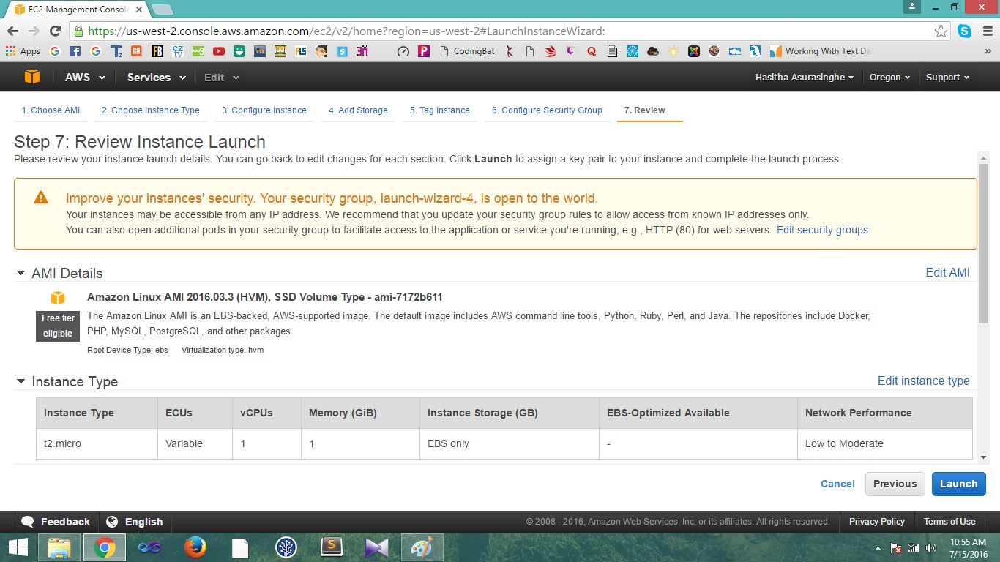 EC2 Management Console
https://us-west-2.console.aws.amazon.com/ec2/v2/home?region=us-west-2#LaunchInstanceWizard:
Apps
CodingBat
Working With Text Da
»
AWS Services Edit
Hasitha Asurasinghe Oregon Support
1. Choose AMI 2. Choose Instance Type 3. Configure Instance 4. Add Storage 5. Tag Instance 6. Configure Security Group 7. Review
Step 7: Review Instance Launch
Please review your instance launch details. You can go back to edit changes for each section. Click Launch to assign a key pair to your instance and complete the launch process.
Improve your instances' security. Your security group, launch-wizard-4, is open to the world.
Your instances may be accessible from any IP address. We recommend that you update your security group rules to allow access from known IP addresses only.
You can also open additional ports in your security group to facilitate access to the application or service you're running, e.g., HTTP (80) for web servers. Edit security groups
AMI Details Edit AMI
Amazon Linux AMI 2016.03.3 (HVM), SSD Volume Type - ami-7172b611
Free tier
eligible
The Amazon Linux AMI is an EBS-backed, AWS-supported image. The default image includes AWS command line tools, Python, Ruby, Perl, and Java. The repositories include Docker,
PHP, MySQL, PostgreSQL, and other packages.
Root Device Type: ebs Virtualization type: hvm
Instance Type Edit instance type
Instance Type ECUs vCPUs Memory (GiB) Instance Storage (GB) EBS-Optimized Available Network Performance
t2.micro Variable 1 1 EBS only - Low to Moderate
Cancel Previous Launch
Feedback English
© 2008 - 2016, Amazon Web Services, Inc. or its affiliates. All rights reserved. Privacy Policy Terms of Use
10:55 AM
7/15/2016